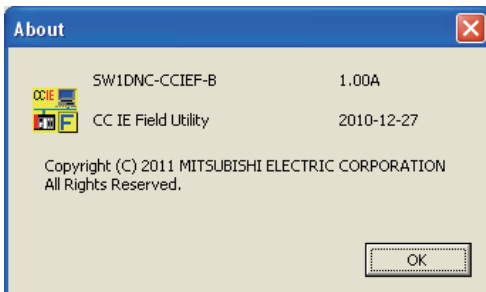 About
SW1DNC-CCIEF-B 1.00A
CCIE
F
CC IE Field Utility 2010-12-27
Copyright (C) 2011 MITSUBISHI ELECTRIC CORPORATION
All Rights Reserved.
OK